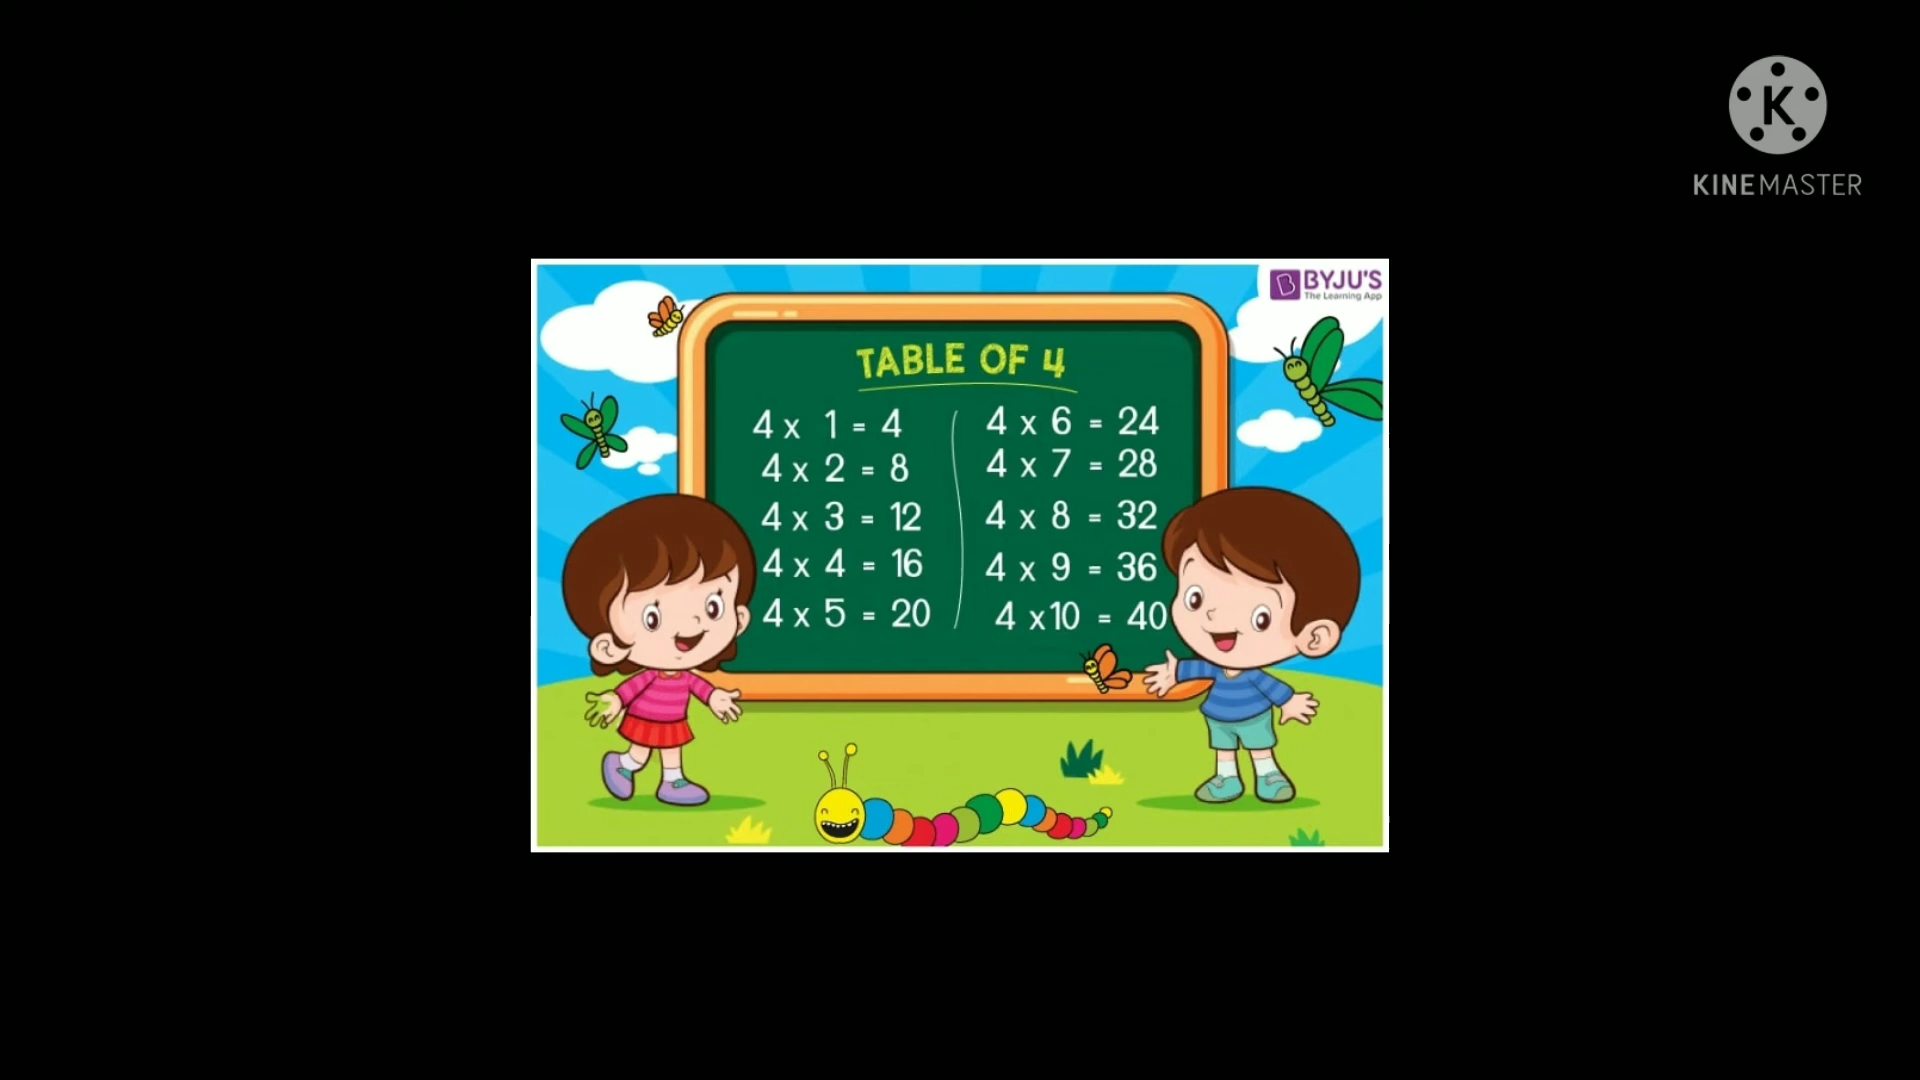 K
KINEMASTER
B BYJU'S
The Learning App
TABLE OF 4
4 x 1 = 4
4 x 2 = 8
4 x 3 = 12
4 x 4 = 16
4 x 5 = 20
4 x 6 = 24
4 x 7 = 28
4 x 8 = 32
4 x 9 = 36
4 x10 = 40